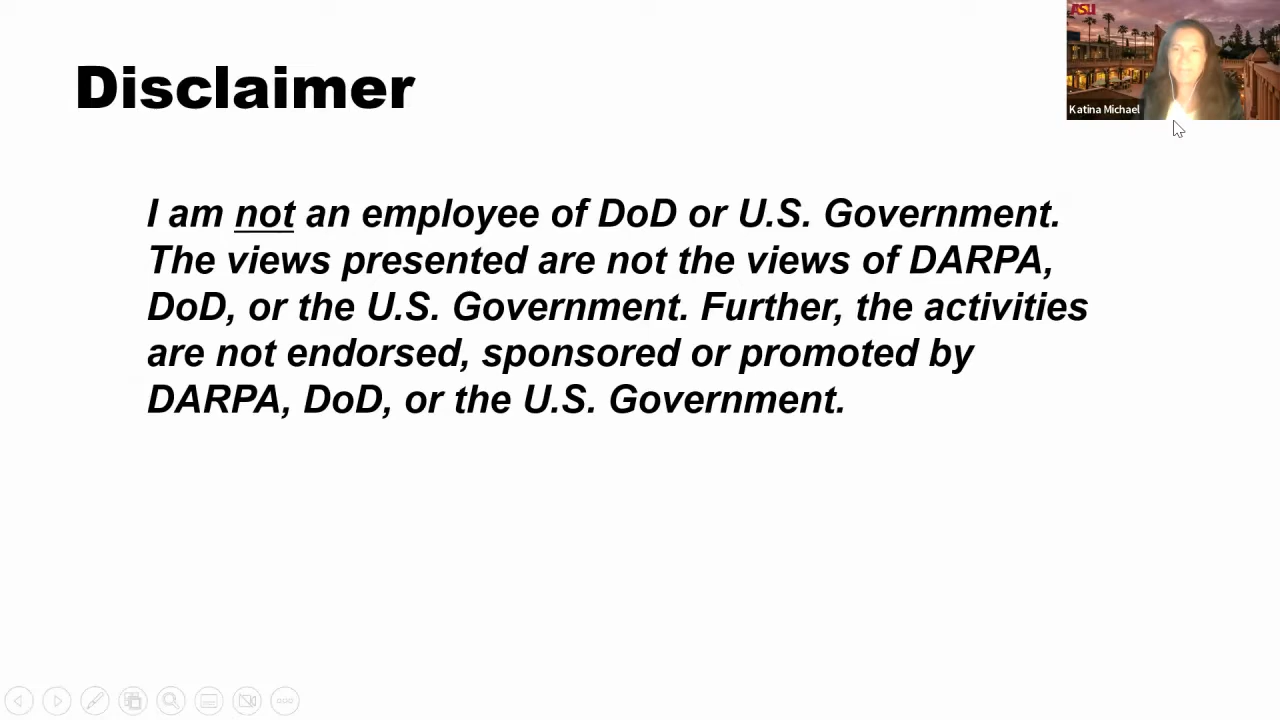 ASU
Katina Michael
Disclaimer
I am not an employee of DoD or U.S. Government.
The views presented are not the views of DARPA,
DoD, or the U.S. Government. Further, the activities
are not endorsed, sponsored or promoted by
DARPA, DoD, or the U.S. Government.